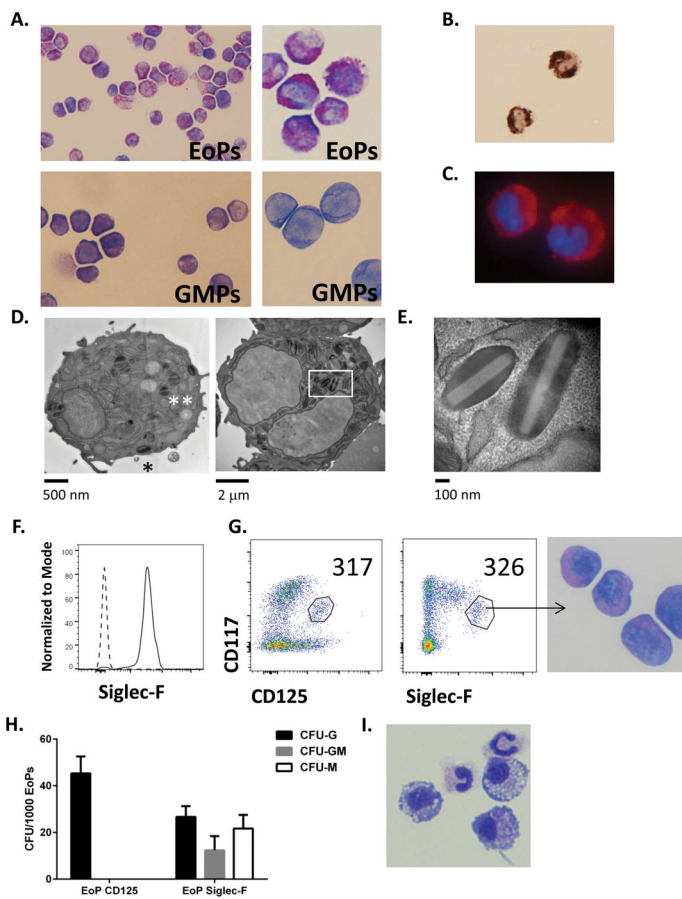 A.
B.
EoPs
EoPs
C.
GMPs
GMPs
D.
E.
**
*
500 nm
2 μm
100 nm
F.
G.
Normalized to Mode
100
80
60
40
20
0
Siglec-F
317
326
CD117
CD125
Siglec-F
H.
I.
CFU-G
CFU-GM
CFU-M
CFU/1000 EoPs
60
40
20
0
EoP CD125
EoP Siglec-F